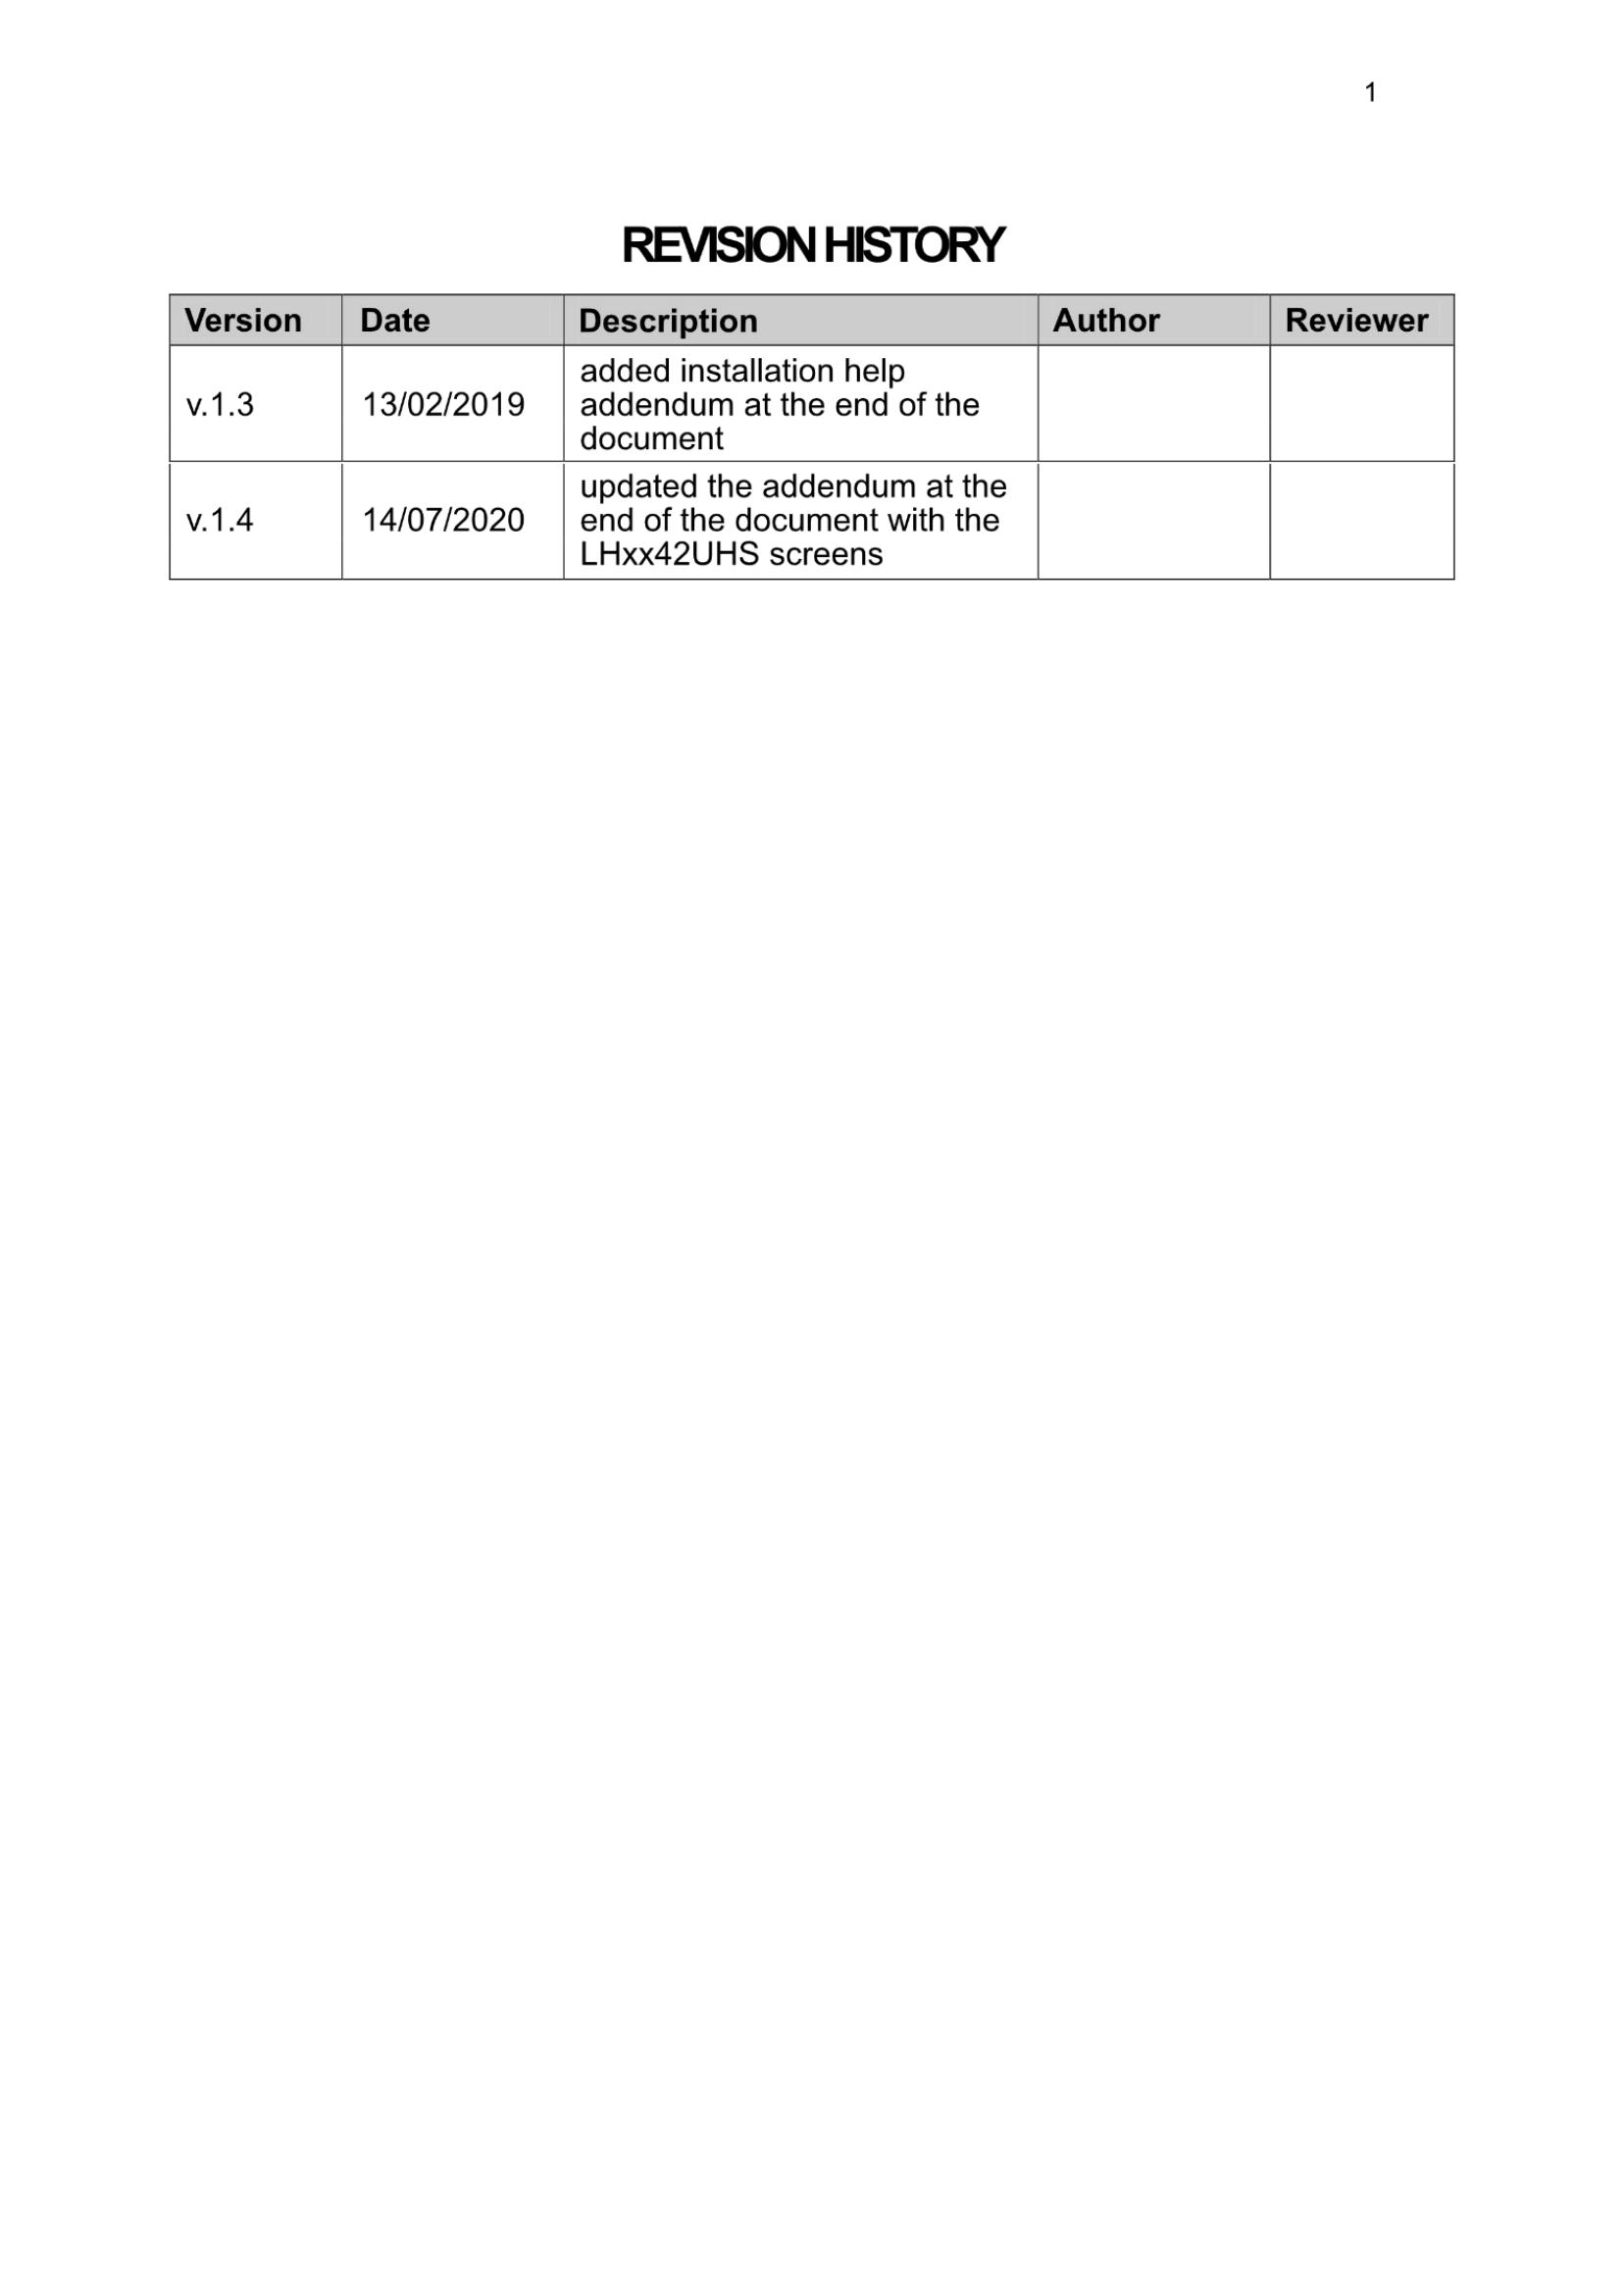 1
REVISION HISTORY
Version Date Description Author Reviewer
v.1.3 13/02/2019 added installation help
addendum at the end of the
document
v.1.4 14/07/2020 updated the addendum at the
end of the document with the
LHxx42UHS screens